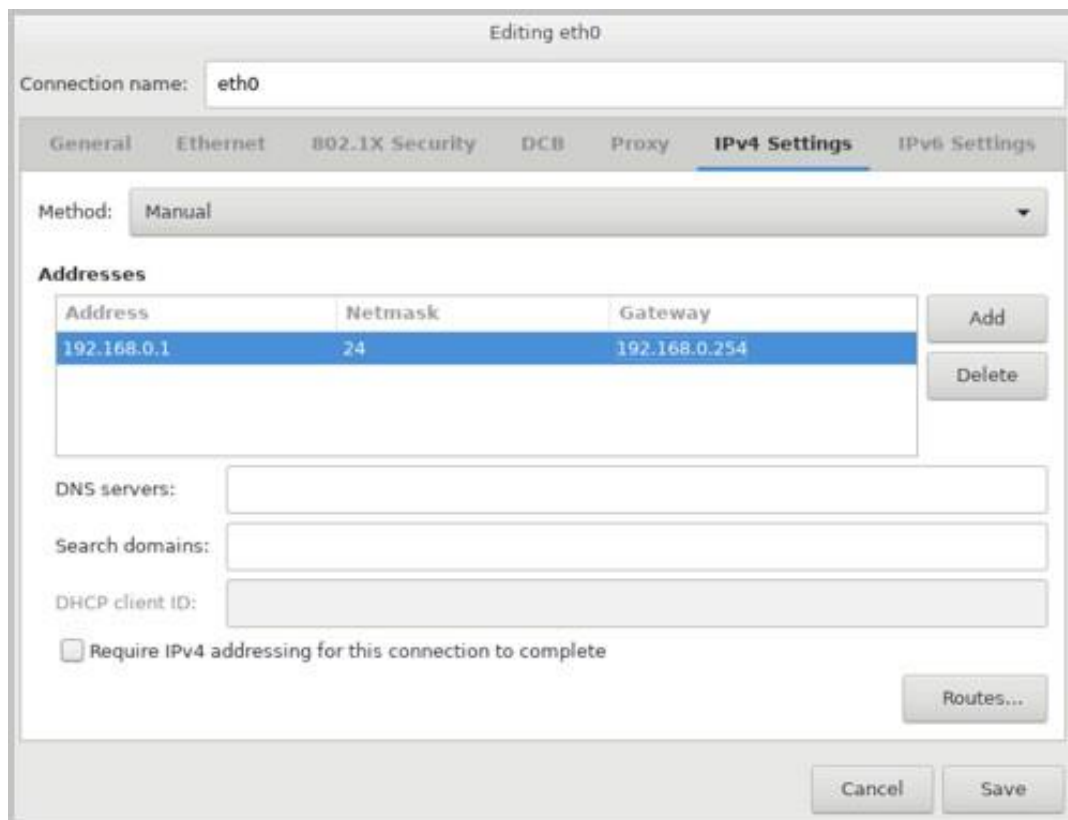 Editing eth0
Connection name: eth0
General Ethernet 802.1X Security DCB Proxy IPv4 Settings IPv6 Settings
Method: Manual
Addresses
Address Netmask Gateway Add
192.168.0.1 24 192.168.0.254
Delete
DNS servers:
Search domains:
DHCP client ID:
Require IPv4 addressing for this connection to complete
Routes...
Cancel Save